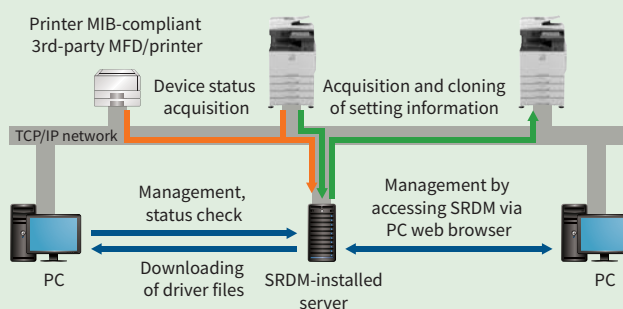 Printer MIB-compliant
3rd-party MFD/printer
Device status
acquisition
Acquisition and cloning
of setting information
TCP/IP network
Management,
status check
Management by
accessing SRDM via
PC web browser
PC
Downloading
of driver files
SRDM-installed
server
PC